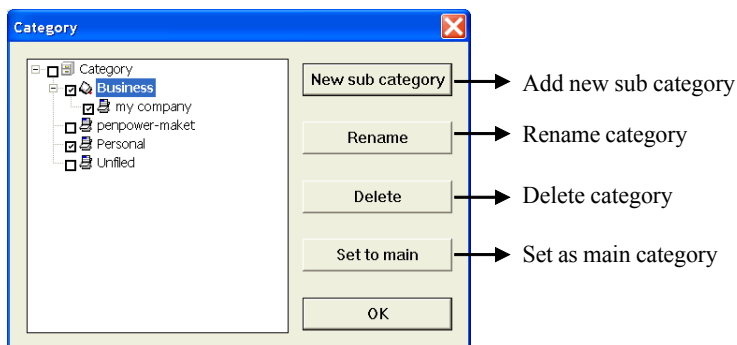 Category
Category
Business
my company
penpower-maket
Personal
Unfiled
New sub category
Add new sub category
Rename
Rename category
Delete
Delete category
Set to main
Set as main category
OK